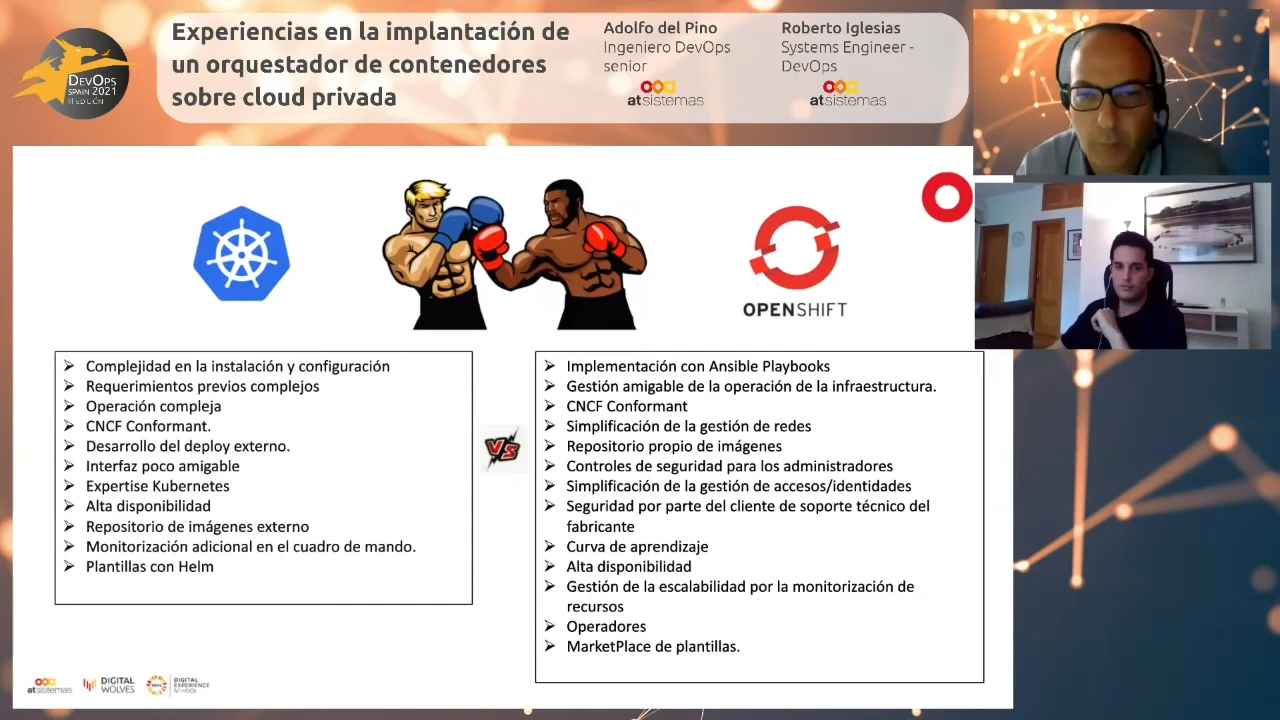 DEVOPS
SPAIN 2021
III EDICIÓN
Experiencias en la implantación de
un orquestador de contenedores
sobre cloud privada
Adolfo del Pino
Ingeniero DevOps
senior
atsistemas
Roberto Iglesias
Systems Engineer -
DevOps
atsistemas
OPENSHIFT
Complejidad en la instalación y configuración
Requerimientos previos complejos
Operación compleja
CNCF Conformant.
Desarrollo del deploy externo.
Interfaz poco amigable
Expertise Kubernetes
Alta disponibilidad
Repositorio de imágenes externo
Monitorización adicional en el cuadro de mando.
Plantillas con Helm
VS
Implementación con Ansible Playbooks
Gestión amigable de la operación de la infraestructura.
CNCF Conformant
Simplificación de la gestión de redes
Repositorio propio de imágenes
Controles de seguridad para los administradores
Simplificación de la gestión de accesos/identidades
Seguridad por parte del cliente de soporte técnico del
fabricante
Curva de aprendizaje
Alta disponibilidad
Gestión de la escalabilidad por la monitorización de
recursos
Operadores
MarketPlace de plantillas.
atsistemas
DIGITAL
WOLVES
DIGITAL
EXPERIENCE
SCHOOL